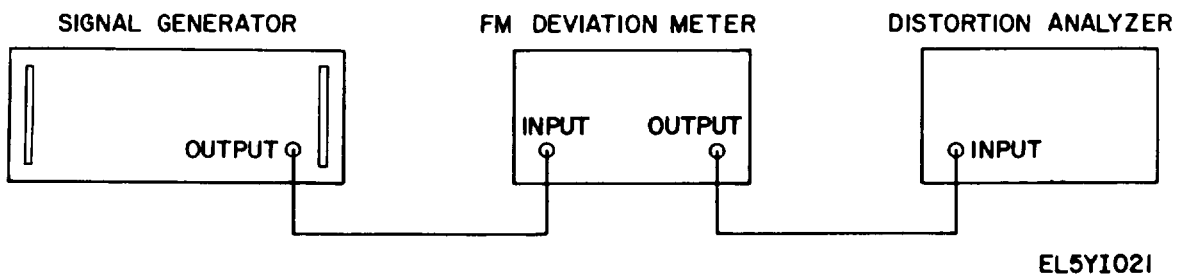 SIGNAL GENERATOR
FM DEVIATION METER
DISTORTION ANALYZER
OUTPUT
INPUT
OUTPUT
INPUT
EL5YI021